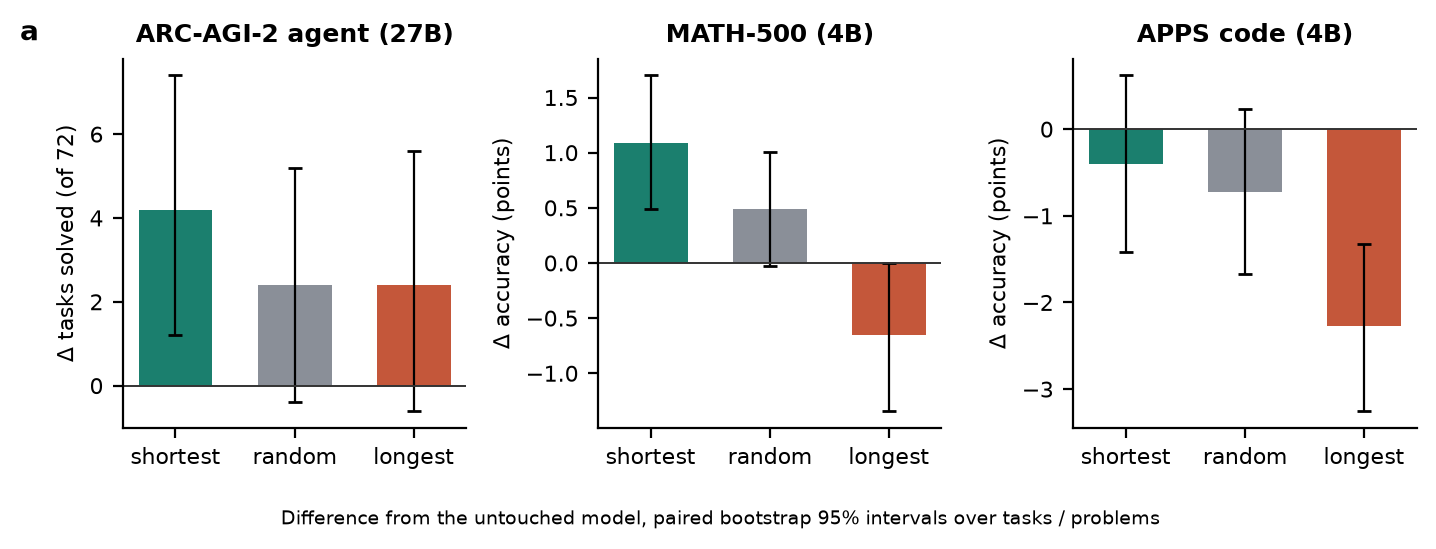 a
ARC-AGI-2 agent (27B)
Δ tasks solved (of 72)
6
4
2
0
shortest random longest
MATH-500 (4B)
Δ accuracy (points)
1.5
1.0
0.5
0.0
−0.5
−1.0
shortest random longest
APPS code (4B)
Δ accuracy (points)
0
−1
−2
−3
shortest random longest
Difference from the untouched model, paired bootstrap 95% intervals over tasks / problems